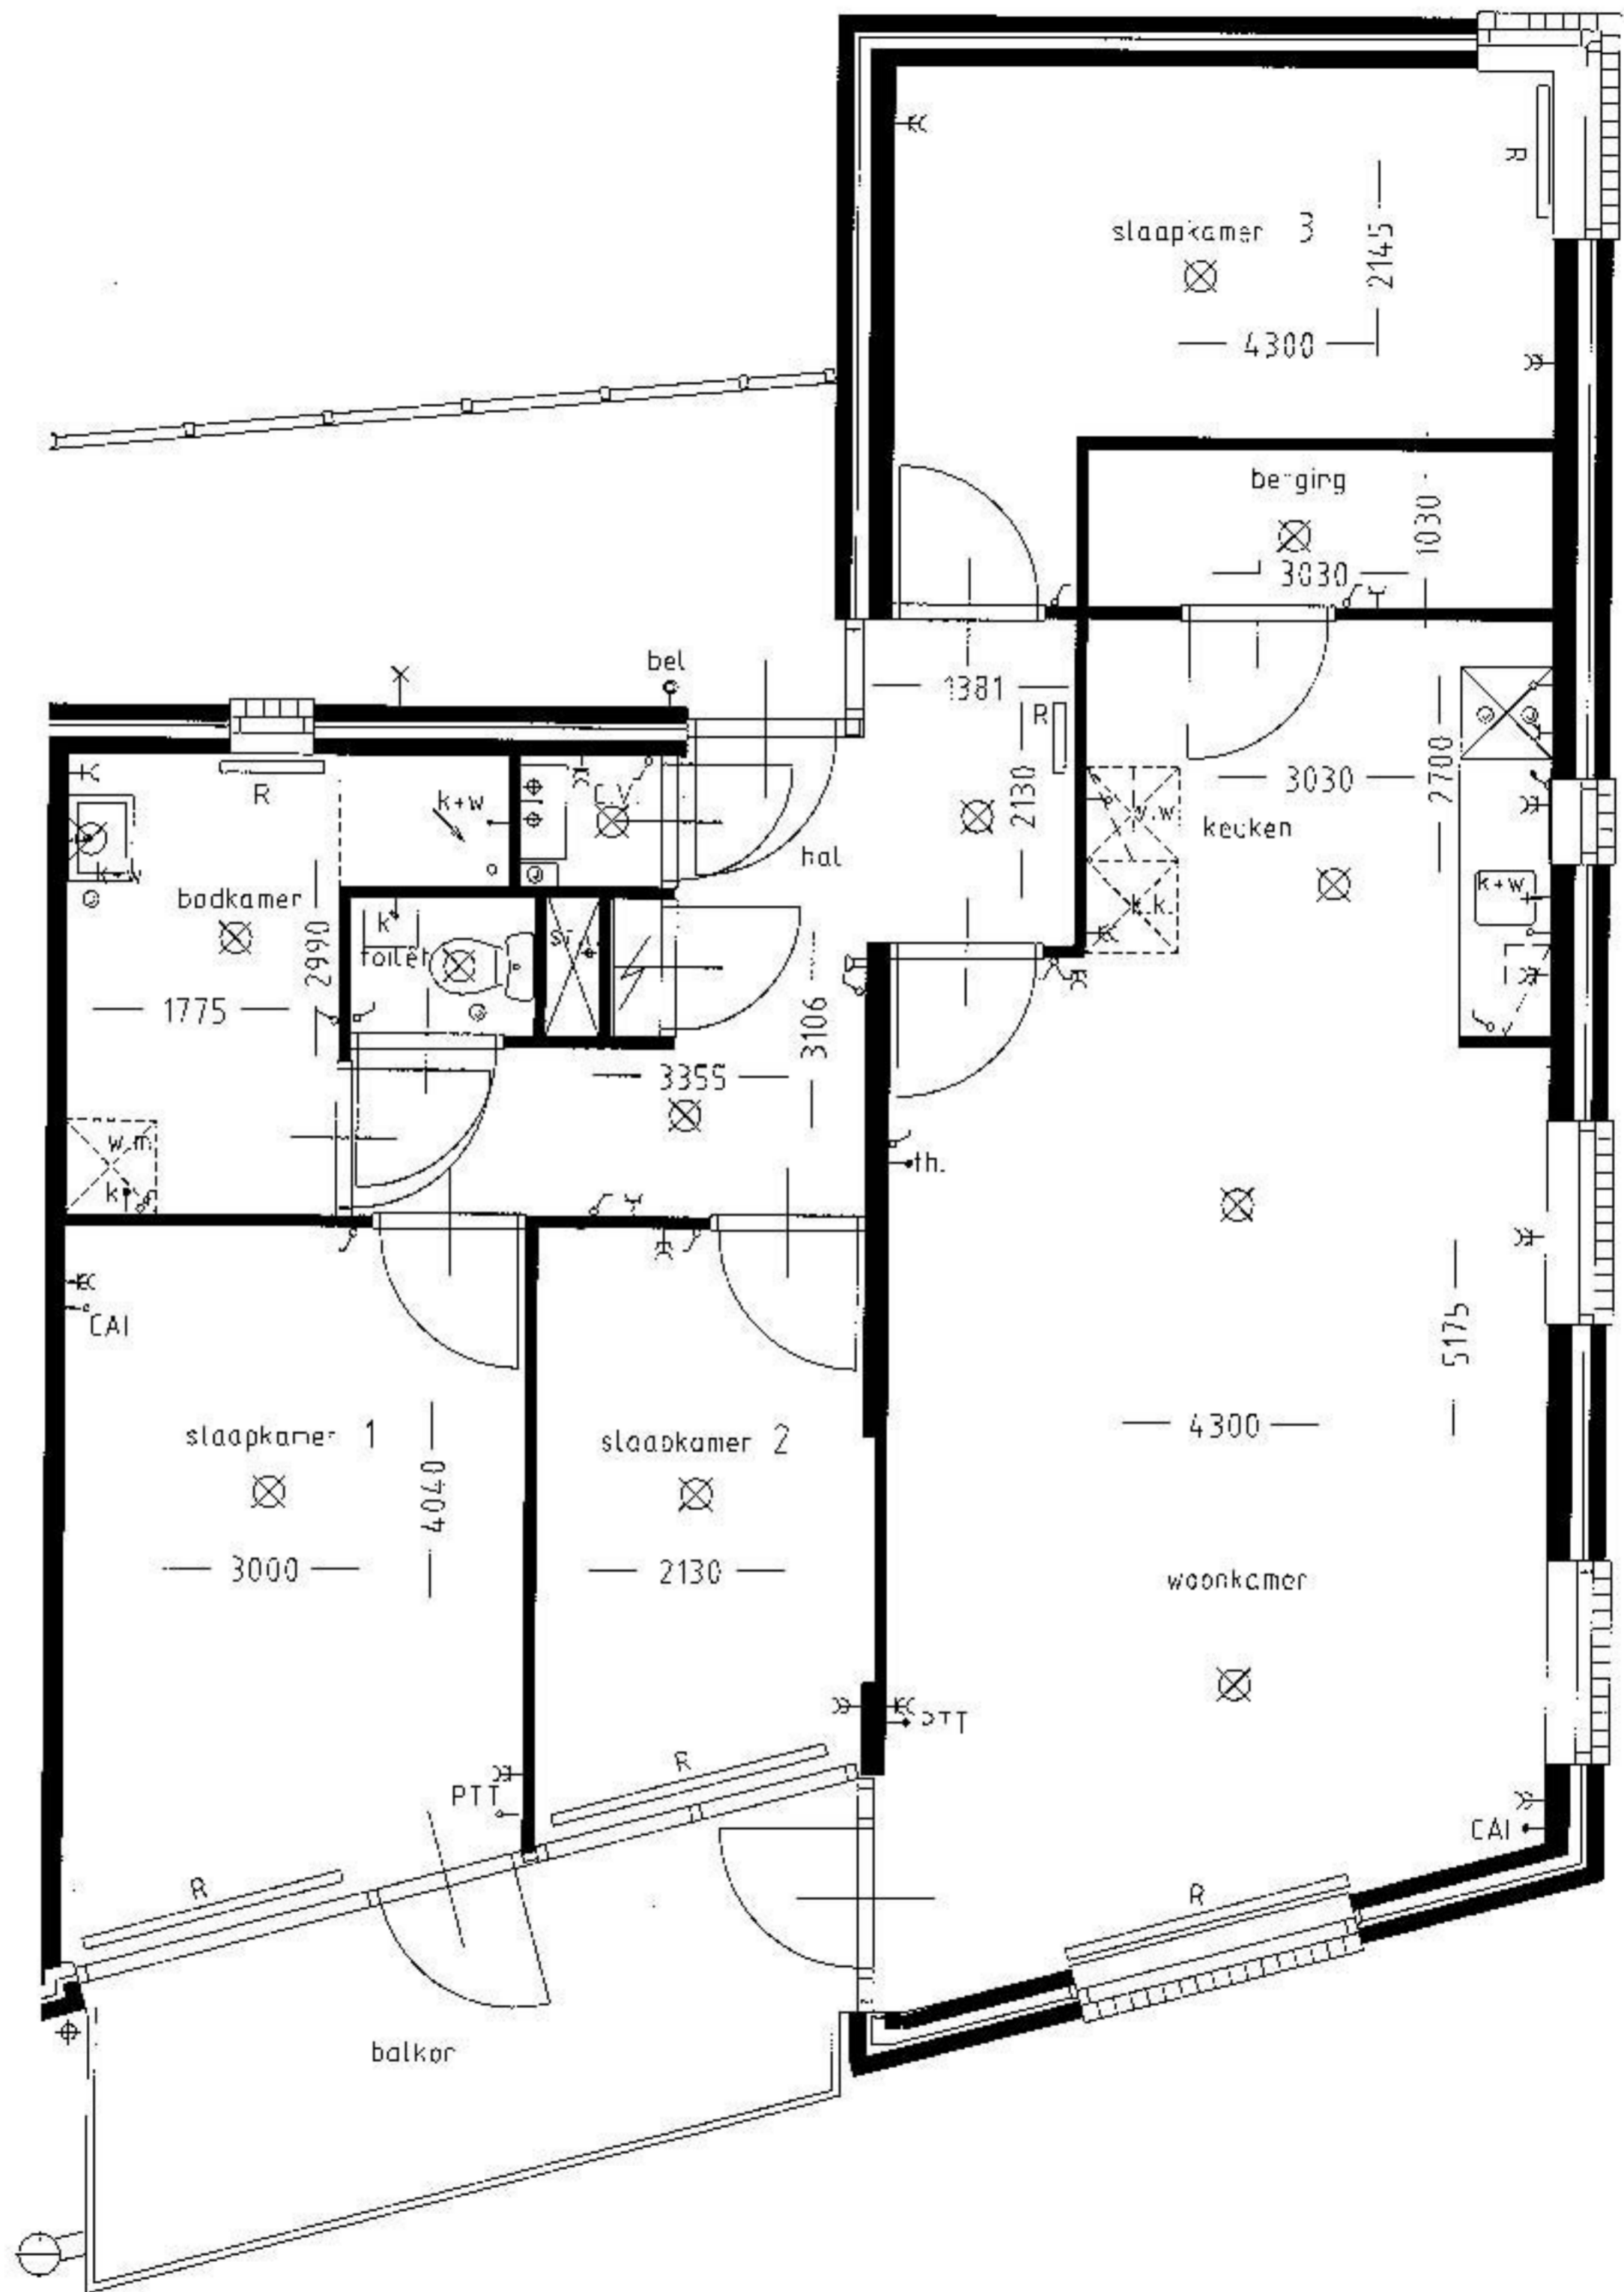 slaapkamer 3
R
2145
4300
berging
1030
3030
bel
1381
R
2130
2700
3030
R
k+w
C.V.
hal
v.w.
keuken
k+w
badkamer
k
toilet
k.k.
k+w
2990
1775
3106
3355
w.m
k
th.
CAI
5175
slaapkamer 1
slaapkamer 2
4300
4040
3000
2130
woonkamer
PTT
R
PTT
CAI
R
R
balkon